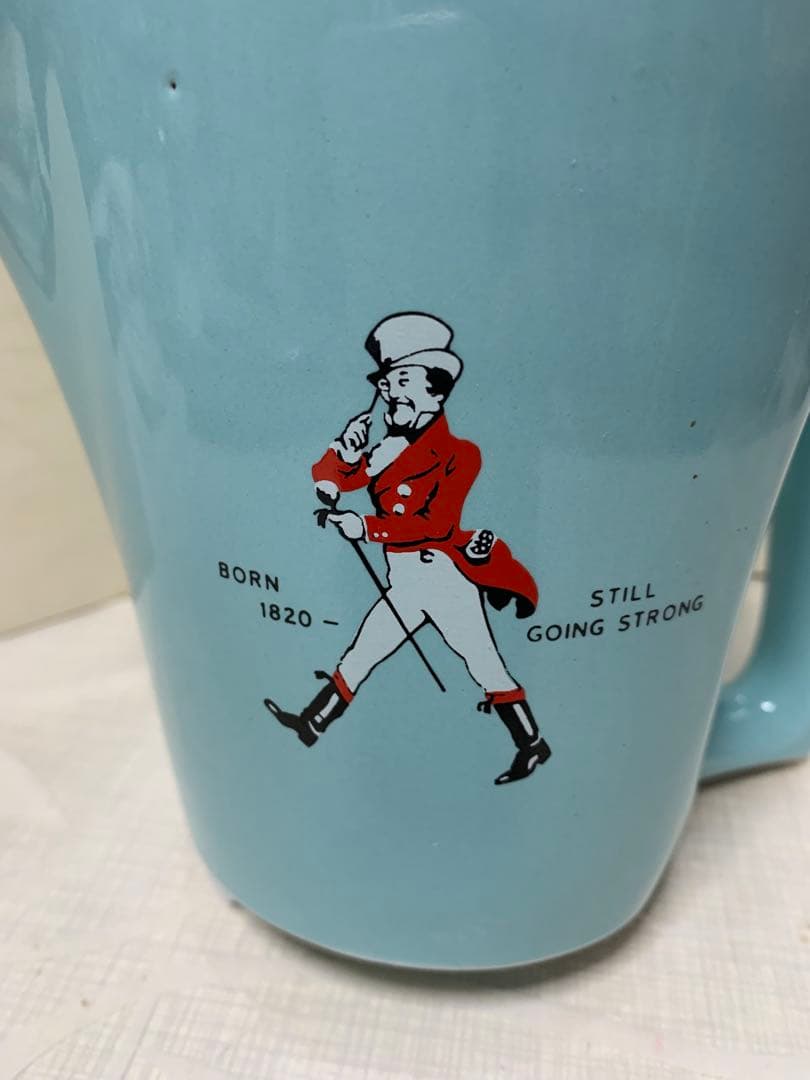 BORN
1820 –
STILL
GOING STRONG